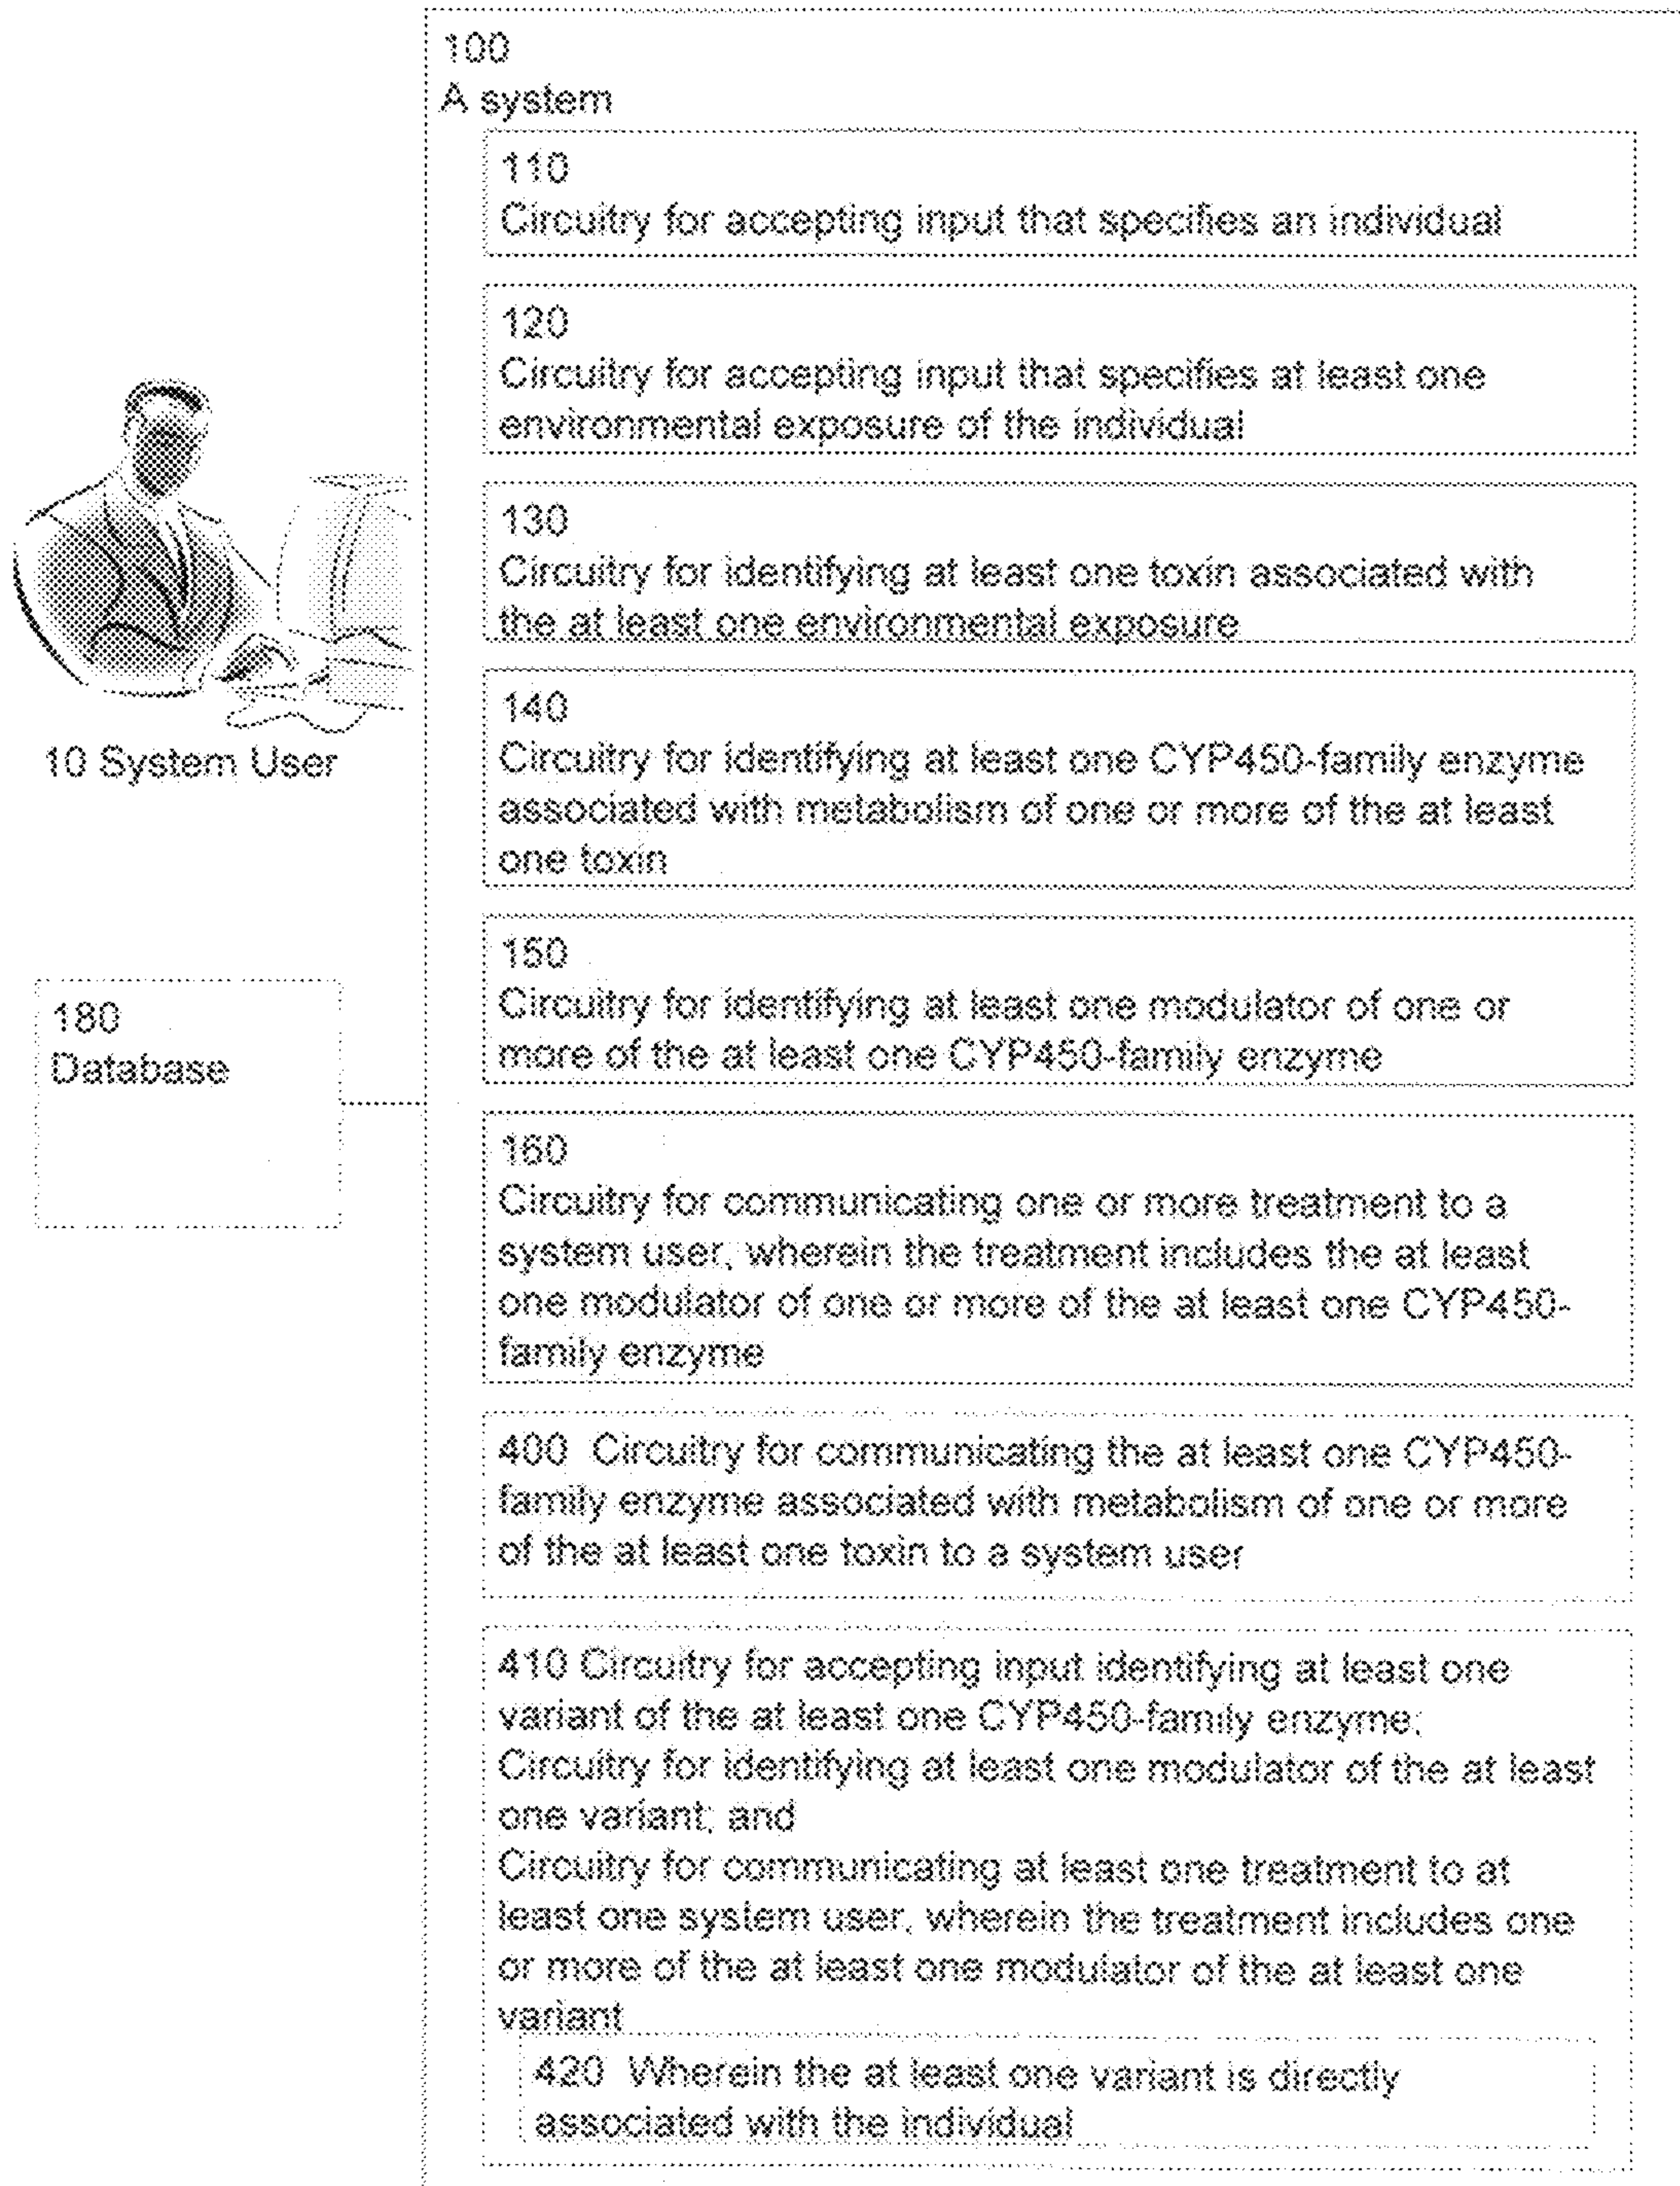 100
A system
110
Circuitry for accepting input that specifies an individual
120
Circuitry for accepting input that specifies at least one
environmental exposure of the individual
130
Circuitry for identifying at least one toxin associated with
the at least one environmental exposure
140
Circuitry for identifying at least one CYP450-family enzyme
associated with metabolism of one or more of the at least
one toxin
10 System User
150
Circuitry for identifying at least one modulator of one or
more of the at least one CYP450-family enzyme
180
Database
160
Circuitry for communicating one or more treatment to a
system user, wherein the treatment includes the at least
one modulator of one or more of the at least one CYP450-
family enzyme
400 Circuitry for communicating the at least one CYP450-
family enzyme associated with metabolism of one or more
of the at least one toxin to a system user
410 Circuitry for accepting input identifying at least one
variant of the at least one CYP450-family enzyme;
Circuitry for identifying at least one modulator of the at least
one variant; and
Circuitry for communicating at least one treatment to at
least one system user, wherein the treatment includes one
or more of the at least one modulator of the at least one
variant
420 Wherein the at least one variant is directly
associated with the individual